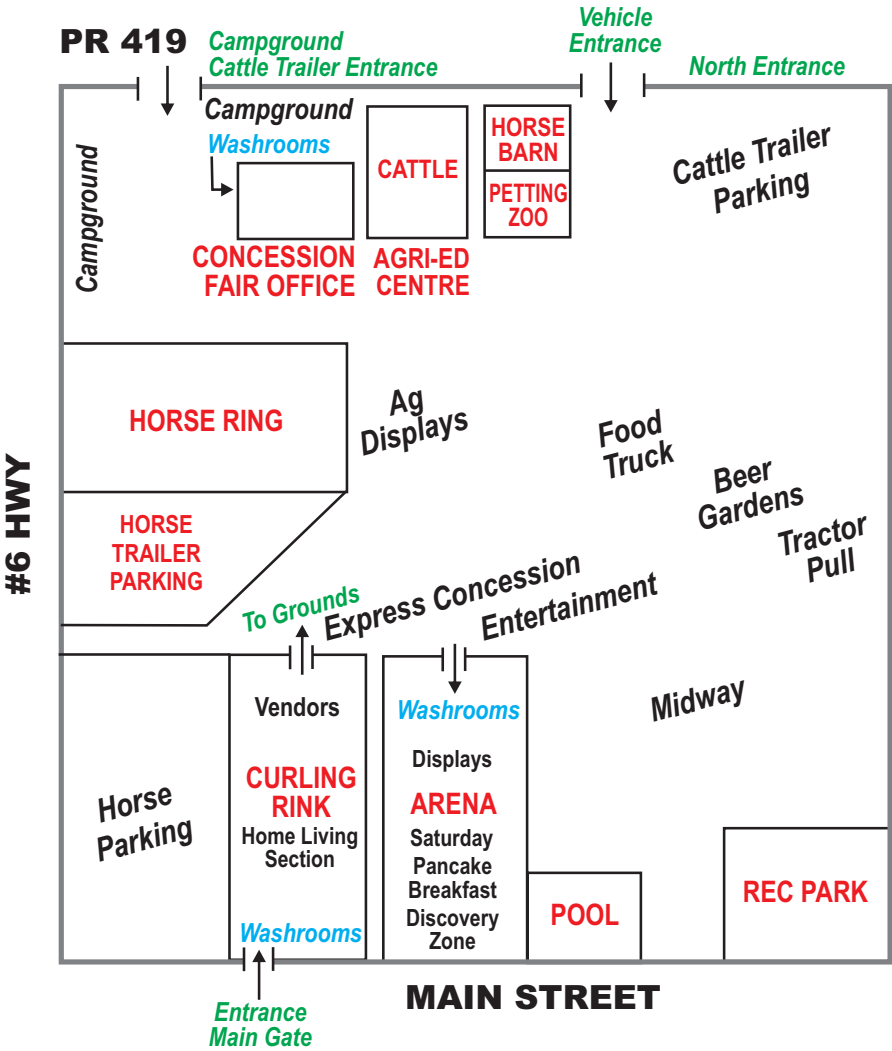 PR 419
Campground
Cattle Trailer Entrance
Vehicle
Entrance
North Entrance
Campground
Washrooms
Campground
CATTLE
HORSE
BARN
PETTING
ZOO
Cattle Trailer
Parking
CONCESSION
FAIR OFFICE
AGRI-ED
CENTRE
HORSE RING
Ag
Displays
Food
Truck
Beer
Gardens
Tractor
Pull
#6 HWY
HORSE
TRAILER
PARKING
To Grounds
Express Concession
Entertainment
Midway
Horse
Parking
Vendors
CURLING
RINK
Home Living
Section
Washrooms
Washrooms
Displays
ARENA
Saturday
Pancake
Breakfast
Discovery
Zone
POOL
REC PARK
MAIN STREET
Entrance
Main Gate